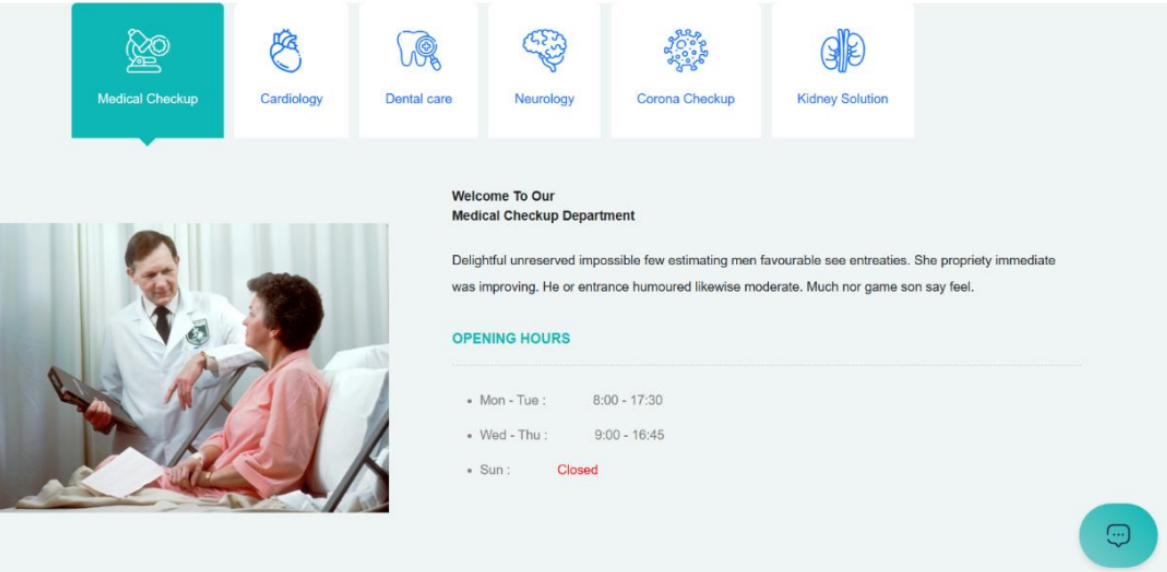 Medical Checkup
Cardiology
Dental care
Neurology
Corona Checkup
Kidney Solution
Welcome To Our
Medical Checkup Department
Delightful unreserved impossible few estimating men favourable see entreaties. She propriety immediate
was improving. He or entrance humoured likewise moderate. Much nor game son say feel.
OPENING HOURS
• Mon - Tue : 8:00 - 17:30
• Wed - Thu : 9:00 - 16:45
• Sun : Closed